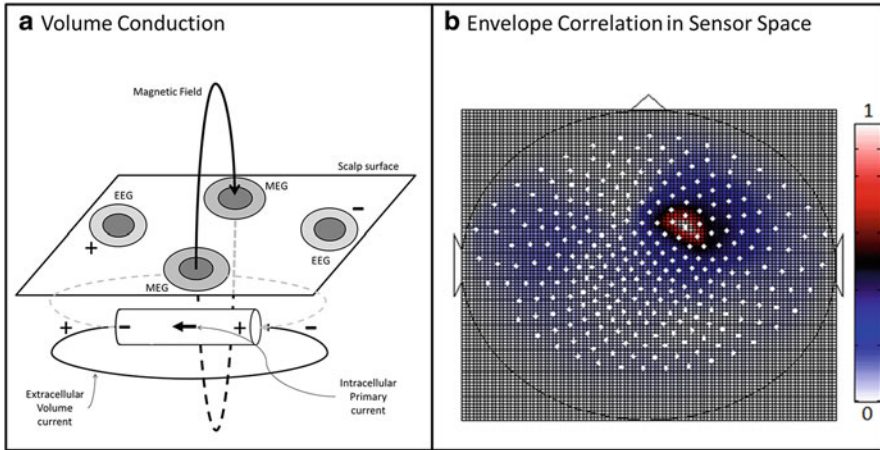 a Volume Conduction
Magnetic Field
Scalp surface
EEG
MEG
+
−
MEG
EEG
+
−
+
−
Extracellular
Volume
current
Intracellular
Primary
current
b Envelope Correlation in Sensor Space
1
0